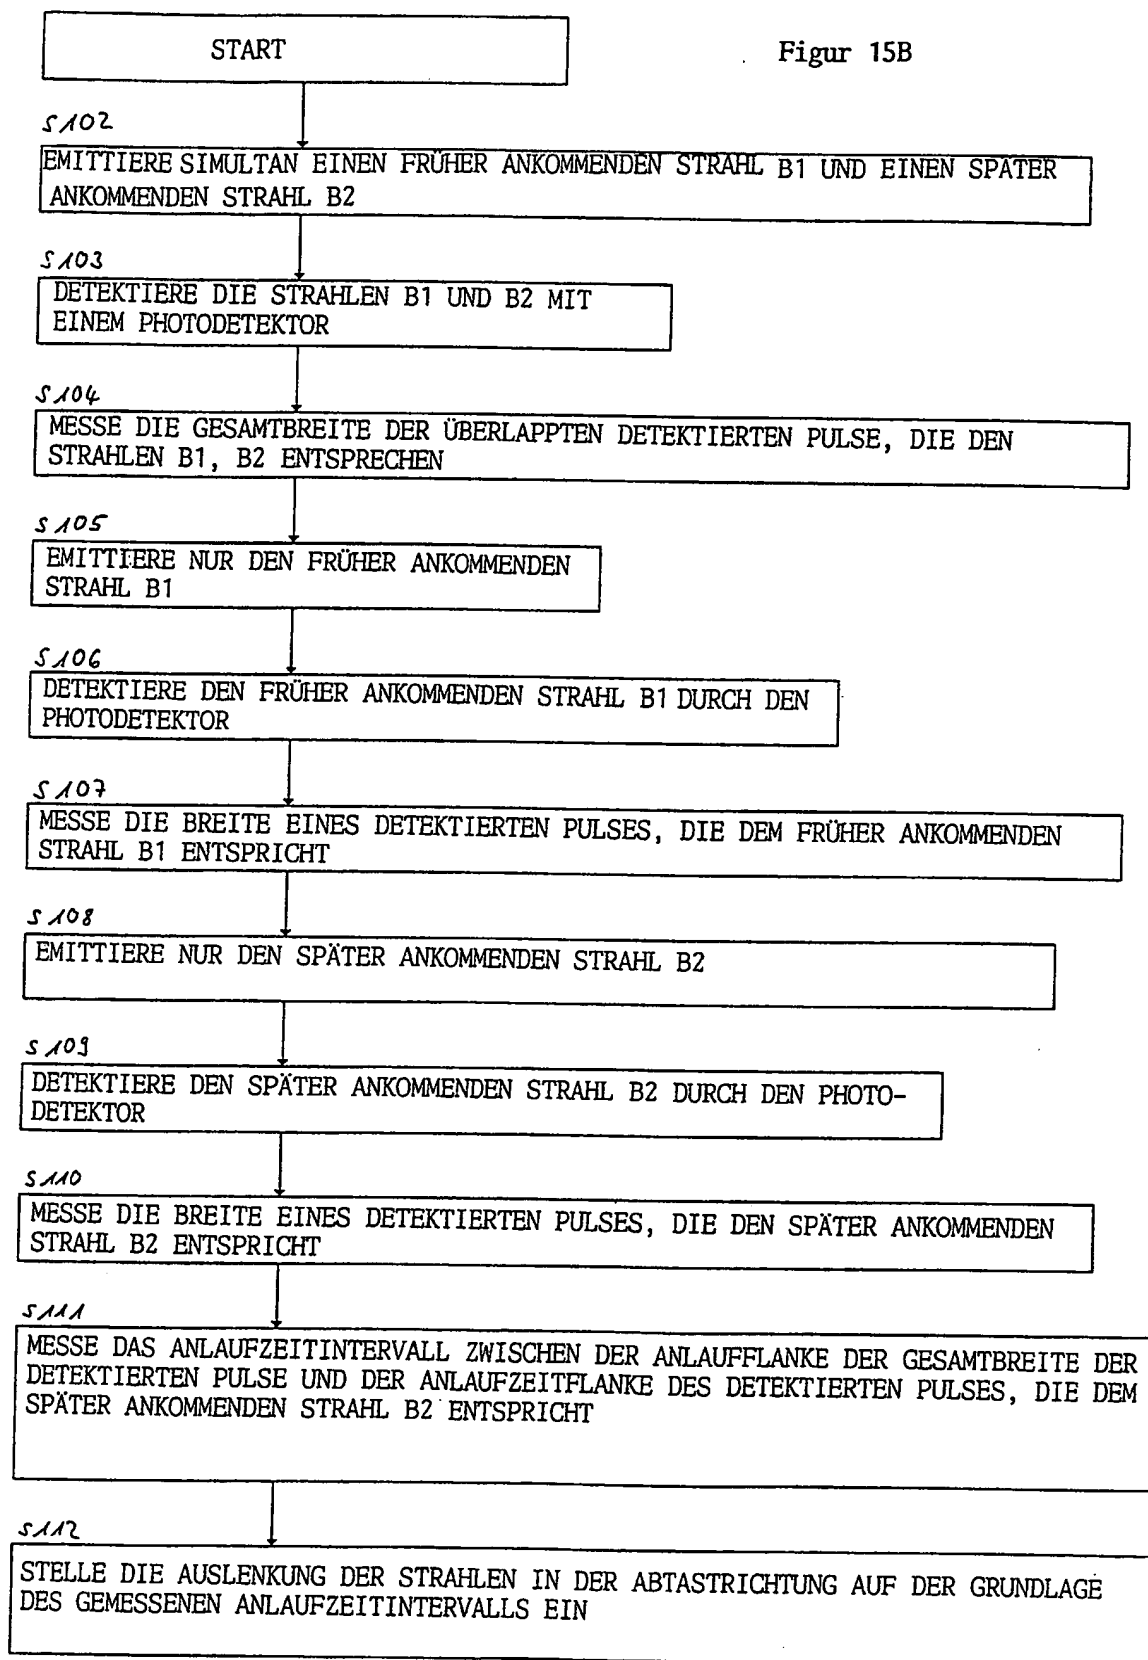 START
Figur 15B
S102
EMITTIERE SIMULTAN EINEN FRÜHER ANKOMMENDEN STRAHL B1 UND EINEN SPÄTER
ANKOMMENDEN STRAHL B2
S103
DETEKTIERE DIE STRAHLEN B1 UND B2 MIT
EINEM PHOTODETEKTOR
S104
MESSE DIE GESAMTBREITE DER ÜBERLAPPTEN DETEKTIERTEN PULSE, DIE DEN
STRAHLEN B1, B2 ENTSPRECHEN
S105
EMITTIERE NUR DEN FRÜHER ANKOMMENDEN
STRAHL B1
S106
DETEKTIERE DEN FRÜHER ANKOMMENDEN STRAHL B1 DURCH DEN
PHOTODETEKTOR
S107
MESSE DIE BREITE EINES DETEKTIERTEN PULSES, DIE DEM FRÜHER ANKOMMENDEN
STRAHL B1 ENTSPRICHT
S108
EMITTIERE NUR DEN SPÄTER ANKOMMENDEN STRAHL B2
S109
DETEKTIERE DEN SPÄTER ANKOMMENDEN STRAHL B2 DURCH DEN PHOTO-
DETEKTOR
S110
MESSE DIE BREITE EINES DETEKTIERTEN PULSES, DIE DEN SPÄTER ANKOMMENDEN
STRAHL B2 ENTSPRICHT
S111
MESSE DAS ANLAUFZEITINTERVALL ZWISCHEN DER ANLAUFFLANKE DER GESAMTBREITE DER
DETEKTIERTEN PULSE UND DER ANLAUFZEITFLANKE DES DETEKTIERTEN PULSES, DIE DEM
SPÄTER ANKOMMENDEN STRAHL B2 ENTSPRICHT
S112
STELLE DIE AUSLENKUNG DER STRAHLEN IN DER ABTASTRICHTUNG AUF DER GRUNDLAGE
DES GEMESSENEN ANLAUFZEITINTERVALLS EIN